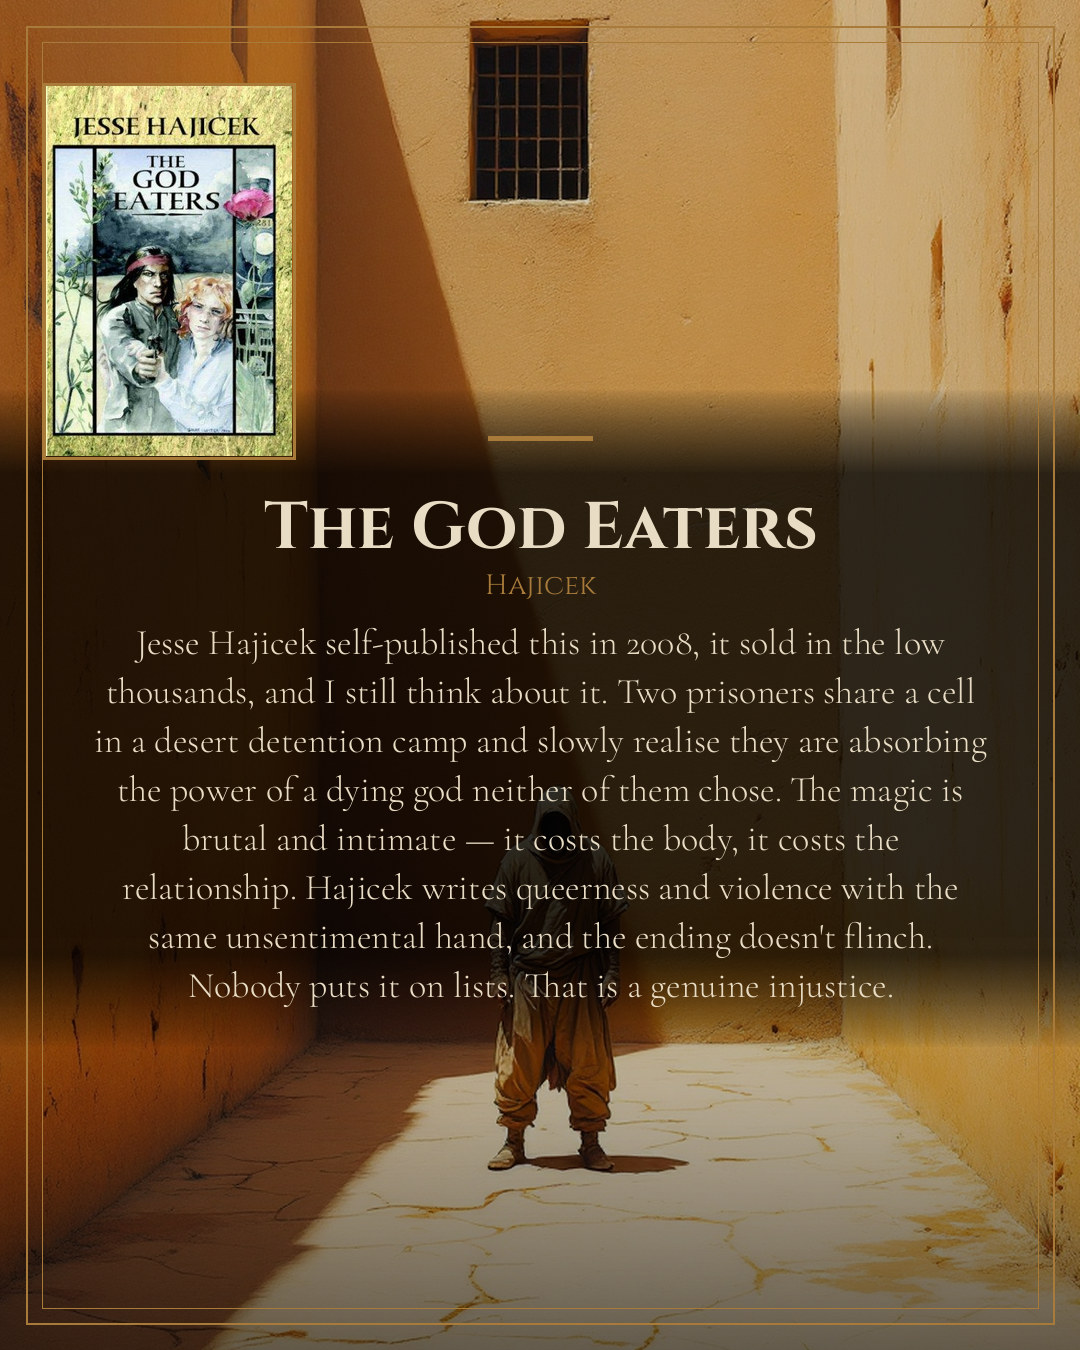 JESSE HAJICEK
THE
GOD
EATERS
The God Eaters
Hajicek
Jesse Hajicek self-published this in 2008, it sold in the low
thousands, and I still think about it. Two prisoners share a cell
in a desert detention camp and slowly realise they are absorbing
the power of a dying god neither of them chose. The magic is
brutal and intimate — it costs the body, it costs the
relationship. Hajicek writes queerness and violence with the
same unsentimental hand, and the ending doesn't flinch.
Nobody puts it on lists. That is a genuine injustice.